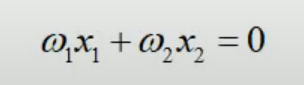 ω₁x₁ + ω₂x₂ = 0